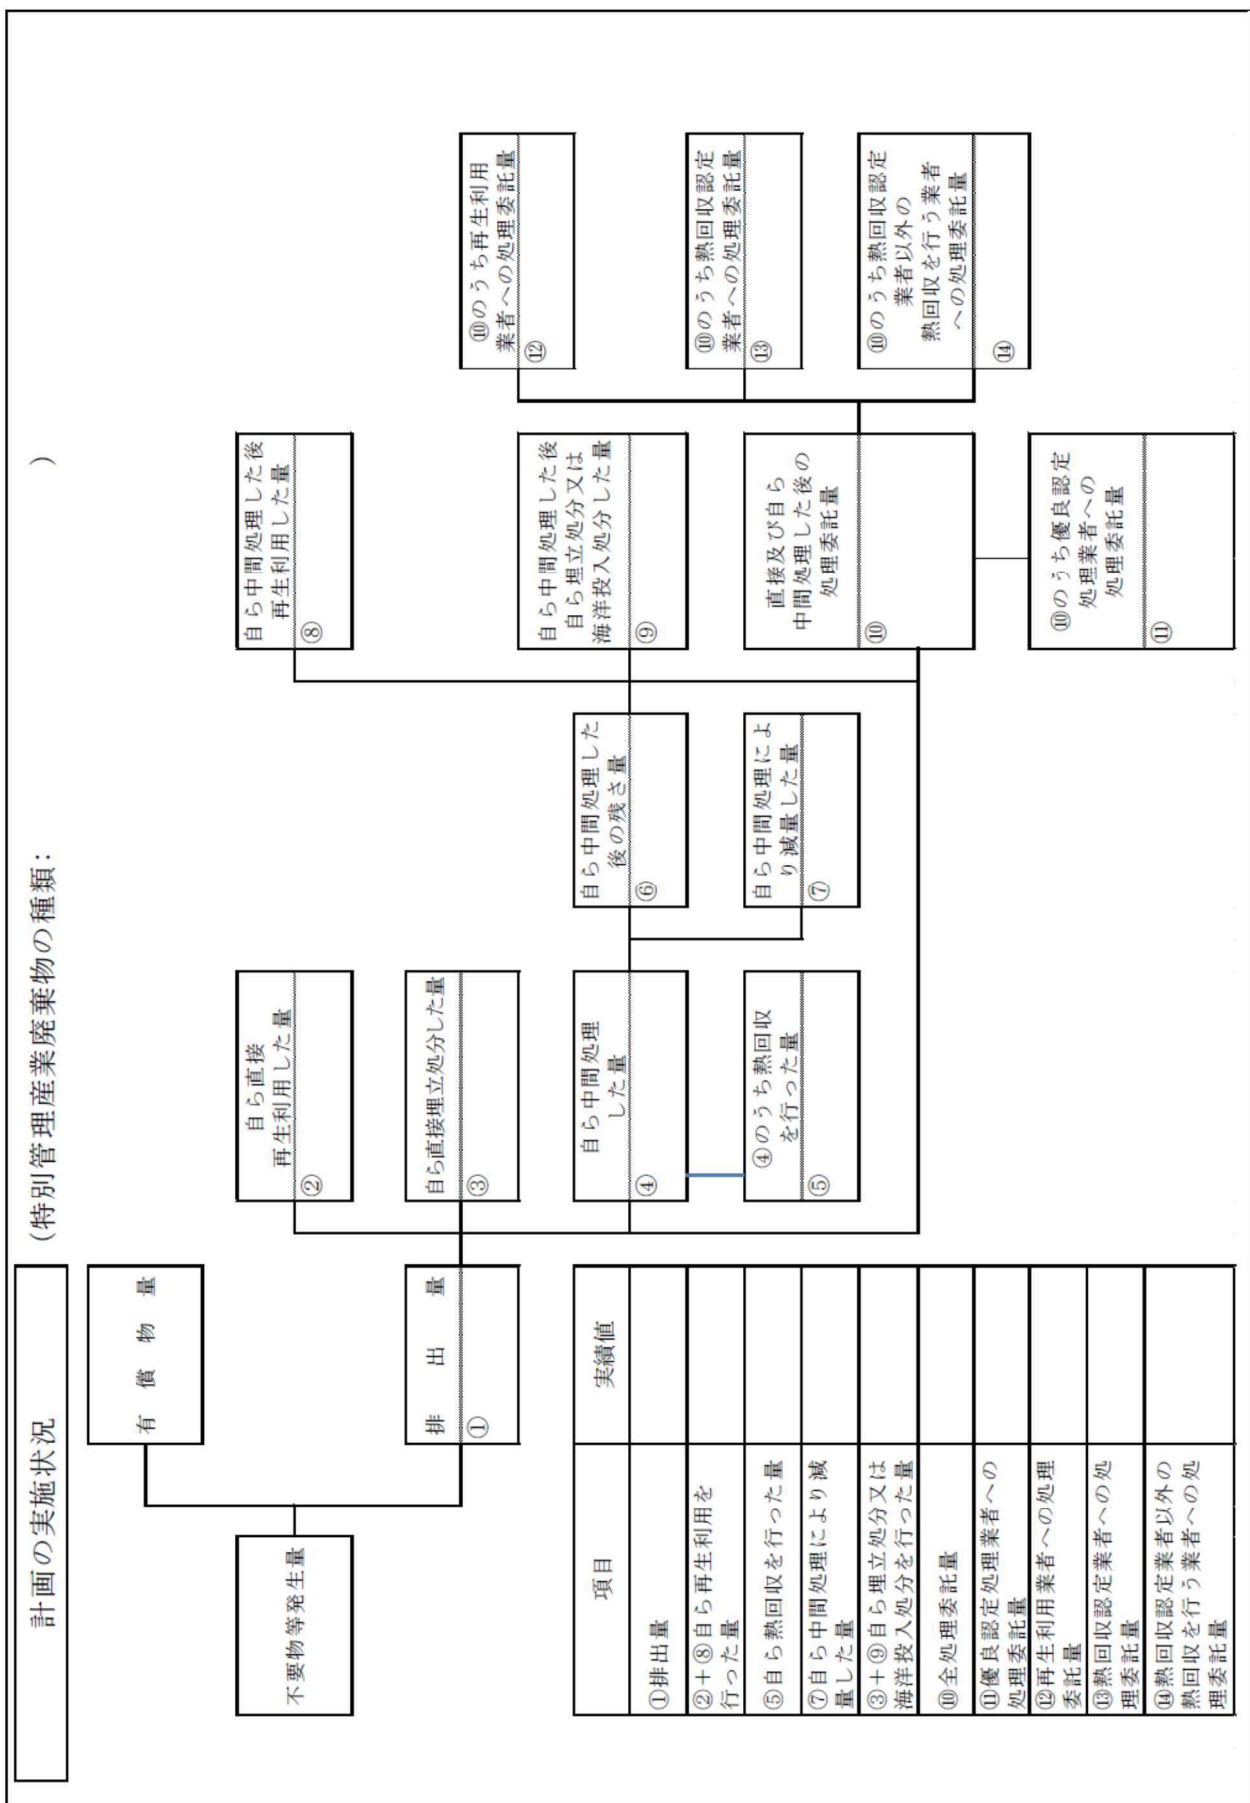 計画の実施状況
（特別管理産業廃棄物の種類：　　　）
不要物等発生量
有償物量
排出量
①
自ら直接
再生利用した量
②
自ら直接埋立処分した量
③
自ら中間処理
した量
④
④のうち熱回収
を行った量
⑤
自ら中間処理した
後の残さ量
⑥
自ら中間処理によ
り減量した量
⑦
自ら中間処理した後
再生利用した量
⑧
自ら中間処理した後
自ら埋立処分又は
海洋投入処分した量
⑨
直接及び自ら
中間処理した後の
処理委託量
⑩
⑩のうち優良認定
処理業者への
処理委託量
⑪
⑩のうち再生利用
業者への処理委託量
⑫
⑩のうち熱回収認定
業者への処理委託量
⑬
⑩のうち熱回収認定
業者以外の
熱回収を行う業者
への処理委託量
⑭
項目
実績値
①排出量
②＋⑧自ら再生利用を
行った量
⑤自ら熱回収を行った量
⑦自ら中間処理により減
量した量
③＋⑨自ら埋立処分又は
海洋投入処分を行った量
⑩全処理委託量
⑪優良認定処理業者への
処理委託量
⑫再生利用業者への処理
委託量
⑬熱回収認定業者への処
理委託量
⑭熱回収認定業者以外の
熱回収を行う業者への処
理委託量